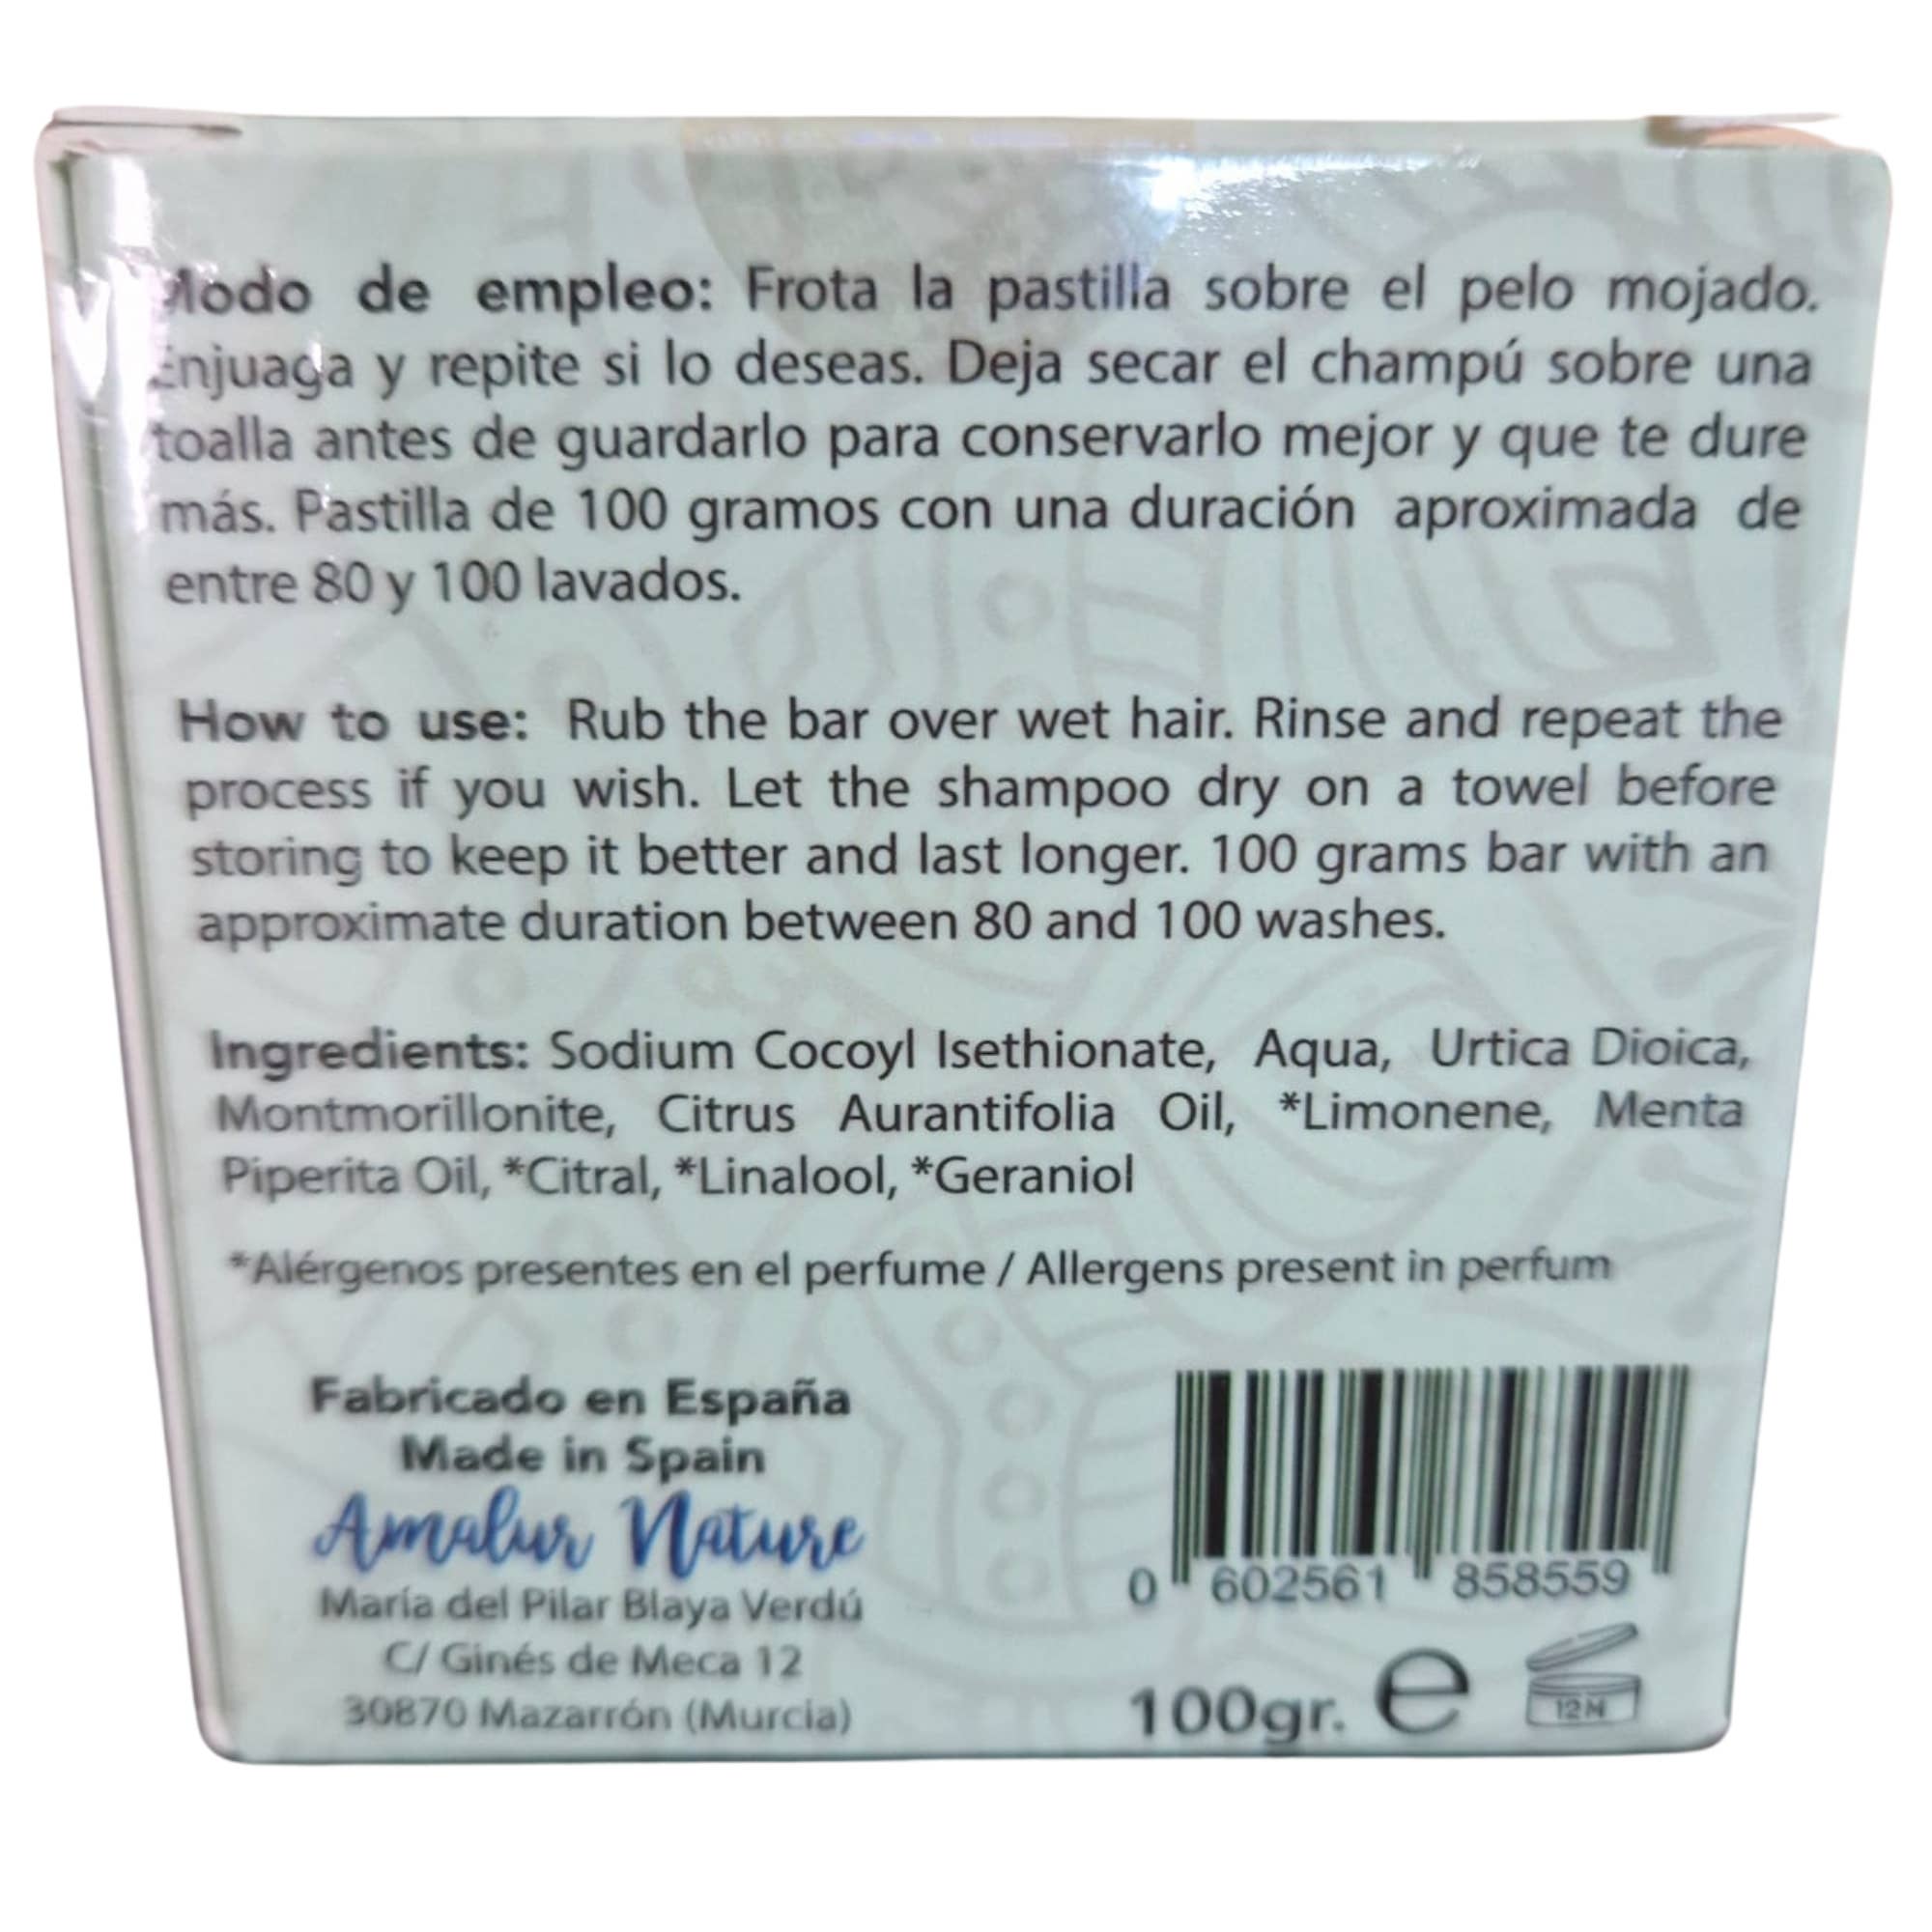 Modo de empleo: Frota la pastilla sobre el pelo mojado.
Enjuaga y repite si lo deseas. Deja secar el champú sobre una
toalla antes de guardarlo para conservarlo mejor y que te dure
más. Pastilla de 100 gramos con una duración aproximada de
entre 80 y 100 lavados.
How to use: Rub the bar over wet hair. Rinse and repeat the
process if you wish. Let the shampoo dry on a towel before
storing to keep it better and last longer. 100 grams bar with an
approximate duration between 80 and 100 washes.
Ingredients: Sodium Cocoyl Isethionate, Aqua, Urtica Dioica,
Montmorillonite, Citrus Aurantifolia Oil, *Limonene, Menta
Piperita Oil, *Citral, *Linalool, *Geraniol
*Alérgenos presentes en el perfume / Allergens present in perfum
Fabricado en España
Made in Spain
Amalur Nature
María del Pilar Blaya Verdú
C/ Ginés de Meca 12
30870 Mazarrón (Murcia)
0 602561 858559
100gr. e 12M